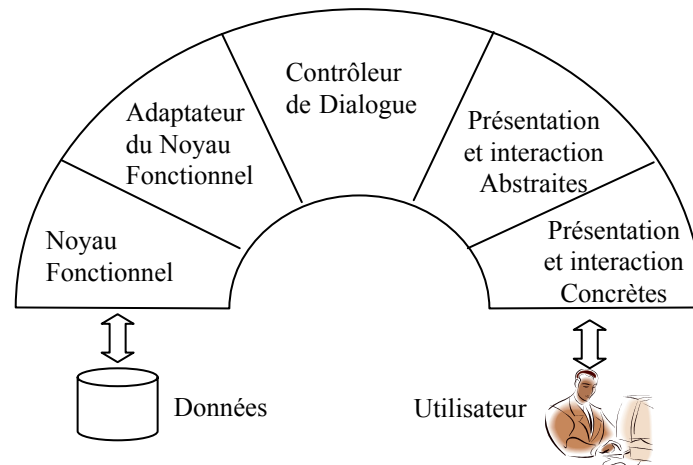 Contrôleur
de Dialogue
Adaptateur
du Noyau
Fonctionnel
Présentation
et interaction
Abstraites
Noyau
Fonctionnel
Présentation
et interaction
Concrètes
Données
Utilisateur